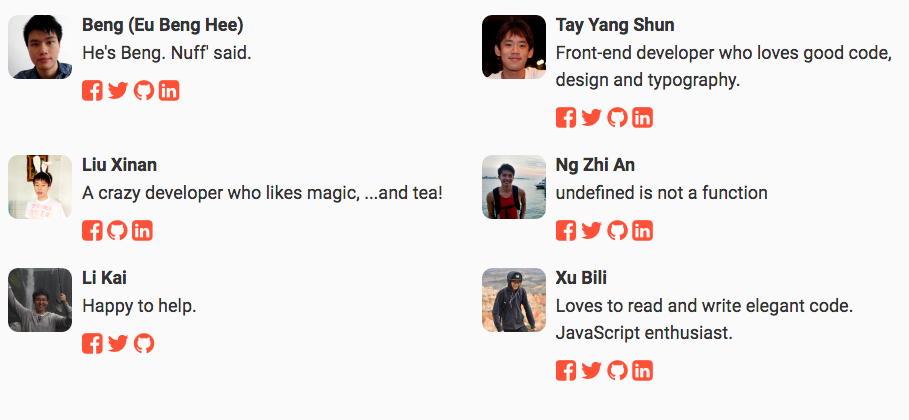 Beng (Eu Beng Hee)
He's Beng. Nuff' said.
Tay Yang Shun
Front-end developer who loves good code,
design and typography.
Liu Xinan
A crazy developer who likes magic, ...and tea!
Ng Zhi An
undefined is not a function
Li Kai
Happy to help.
Xu Bili
Loves to read and write elegant code.
JavaScript enthusiast.